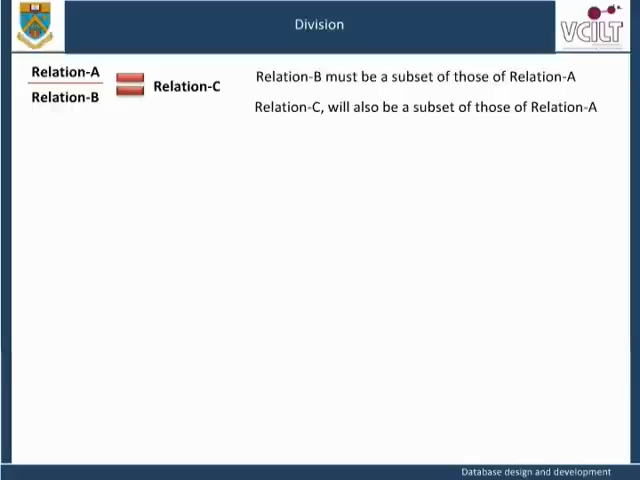 Division
VCILT
Relation-A
Relation-B
Relation-C
Relation-B must be a subset of those of Relation-A
Relation-C, will also be a subset of those of Relation-A
Database design and development